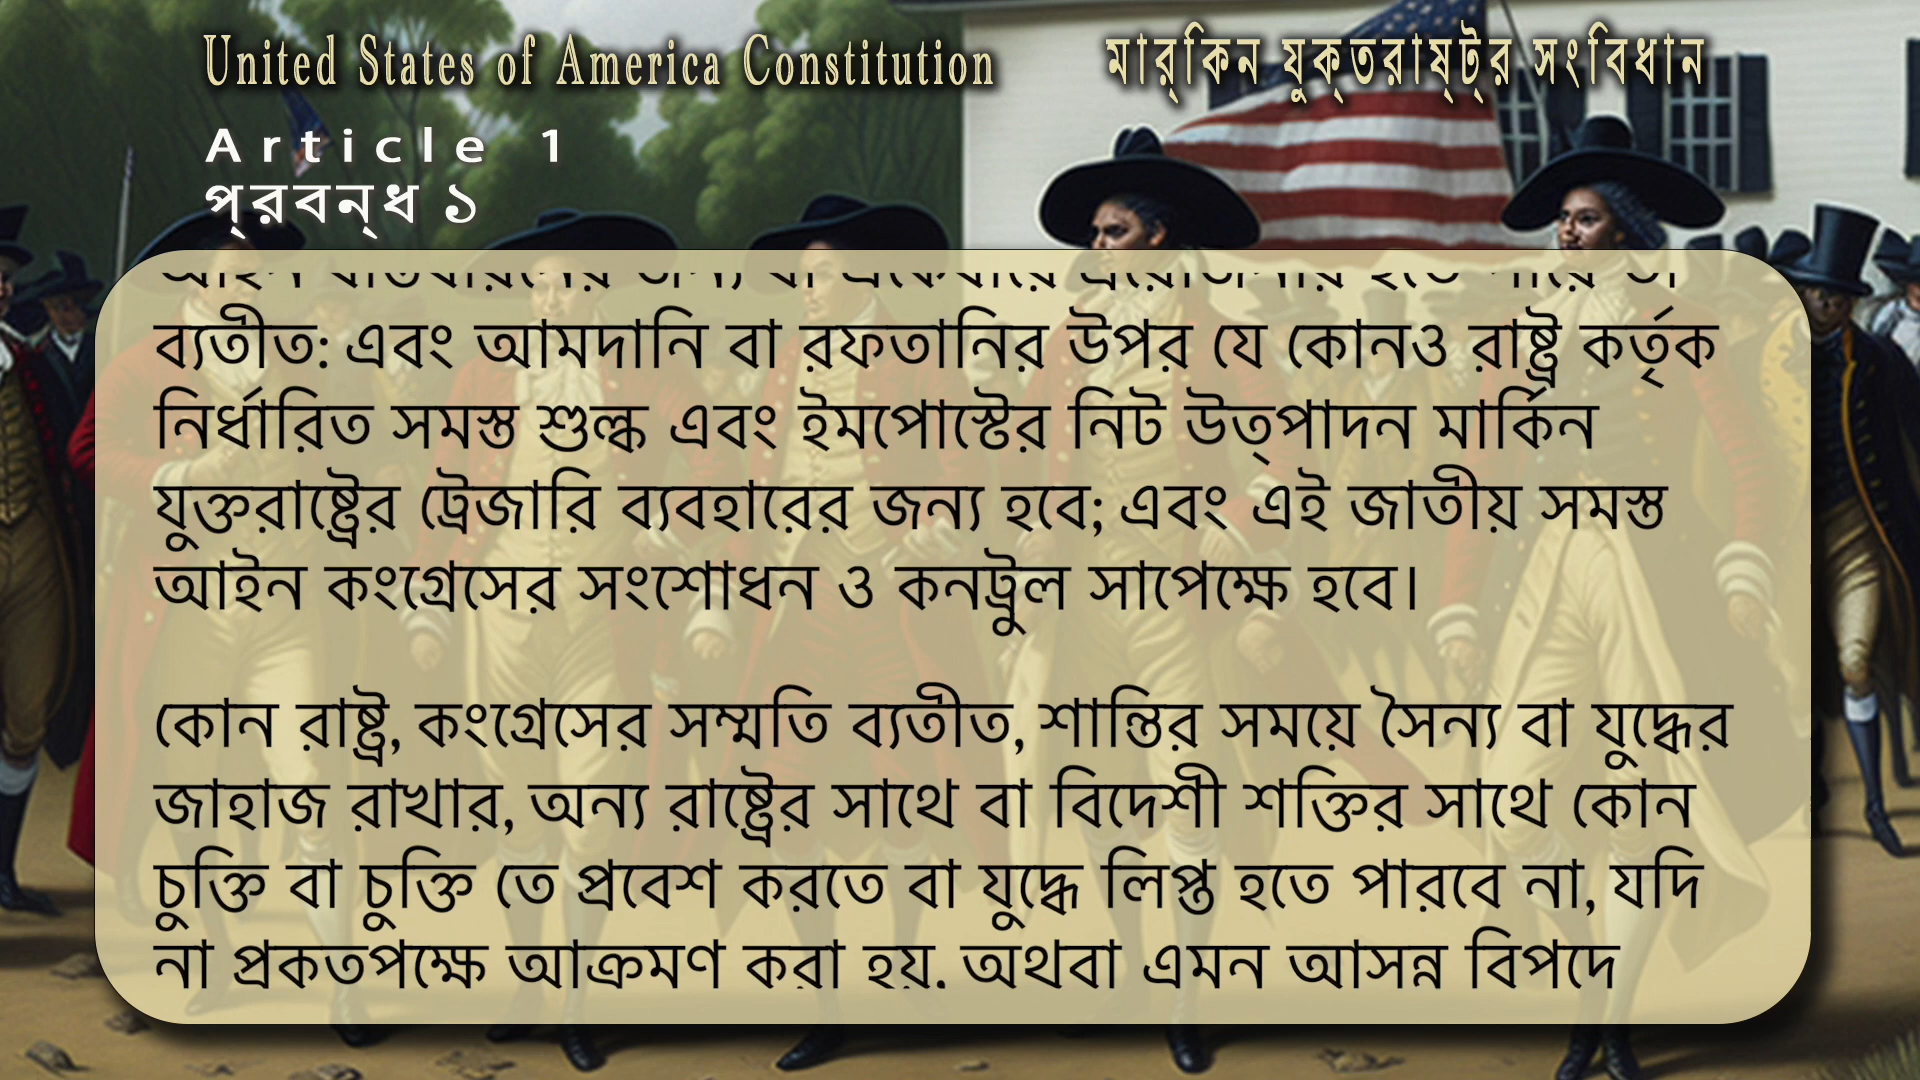 United States of America Constitution
মার্‌কিন যুক্‌তরাষ্‌ট্‌র সংবিধান
Article 1
প্‌রবন্‌ধ ১
ব্যতীত: এবং আমদানি বা রফতানির উপর যে কোনও রাষ্ট্র কর্তৃক
নির্ধারিত সমস্ত শুল্ক এবং ইমপোস্টের নিট উত্পাদন মার্কিন
যুক্তরাষ্ট্রের ট্রেজারি ব্যবহারের জন্য হবে; এবং এই জাতীয় সমস্ত
আইন কংগ্রেসের সংশোধন ও কনট্রুল সাপেক্ষে হবে।
কোন রাষ্ট্র, কংগ্রেসের সম্মতি ব্যতীত, শান্তির সময়ে সৈন্য বা যুদ্ধের
জাহাজ রাখার, অন্য রাষ্ট্রের সাথে বা বিদেশী শক্তির সাথে কোন
চুক্তি বা চুক্তি তে প্রবেশ করতে বা যুদ্ধে লিপ্ত হতে পারবে না, যদি
না প্রকৃতপক্ষে আক্রমণ করা হয়, অথবা এমন আসন্ন বিপদে